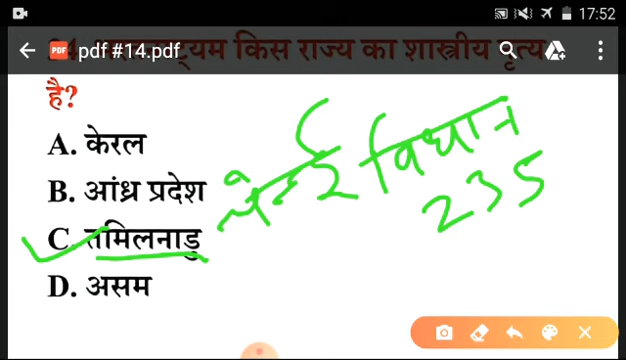 17:52
pdf #14.pdf
किस राज्य का शास्त्रीय नृत्य
है?
A. केरल
B. आंध्र प्रदेश
C. तमिलनाडु
D. असम
विधान
235